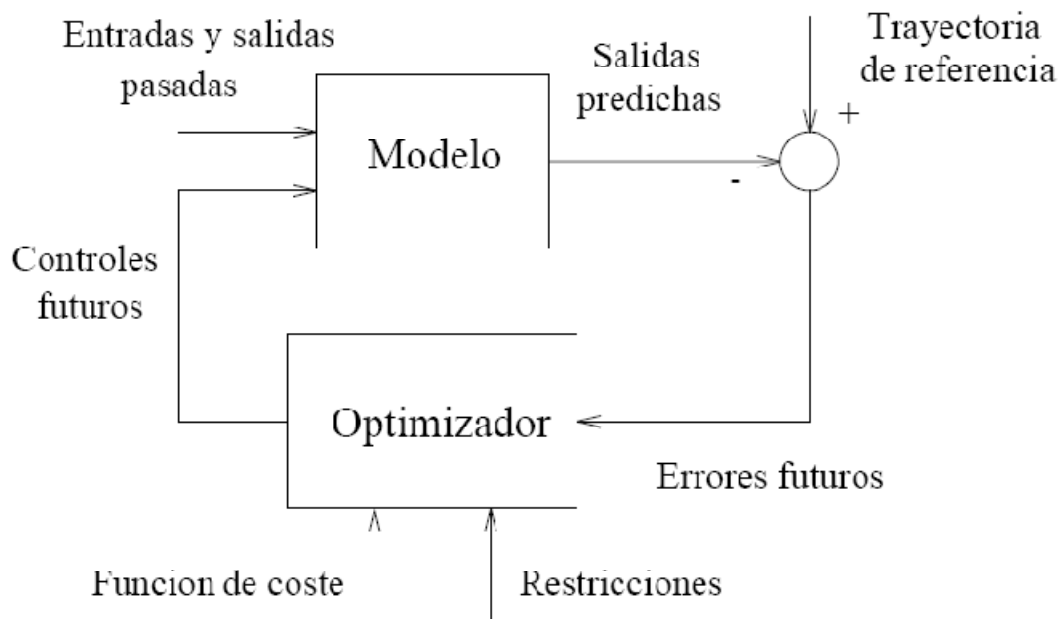 Entradas y salidas
pasadas
Trayectoria
de referencia
Salidas
predichas
+
Modelo
-
Controles
futuros
Optimizador
Errores futuros
Funcion de coste
Restricciones